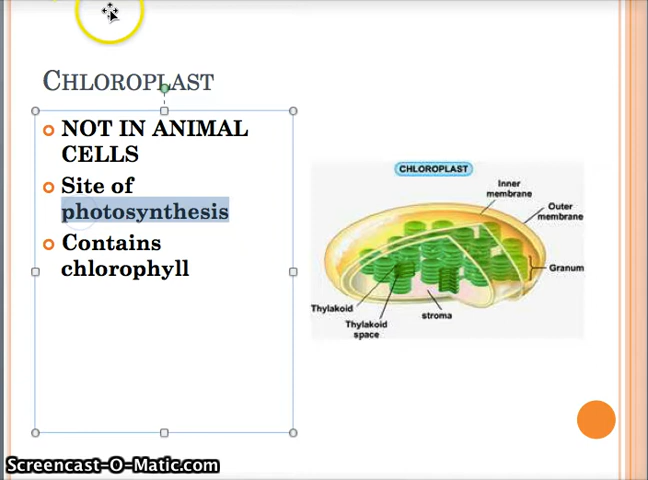 CHLOROPLAST
NOT IN ANIMAL
CELLS
Site of
photosynthesis
Contains
chlorophyll
CHLOROPLAST
Inner
membrane
Outer
membrane
Granum
Thylakoid
Thylakoid
space
stroma
Screencast-O-Matic.com